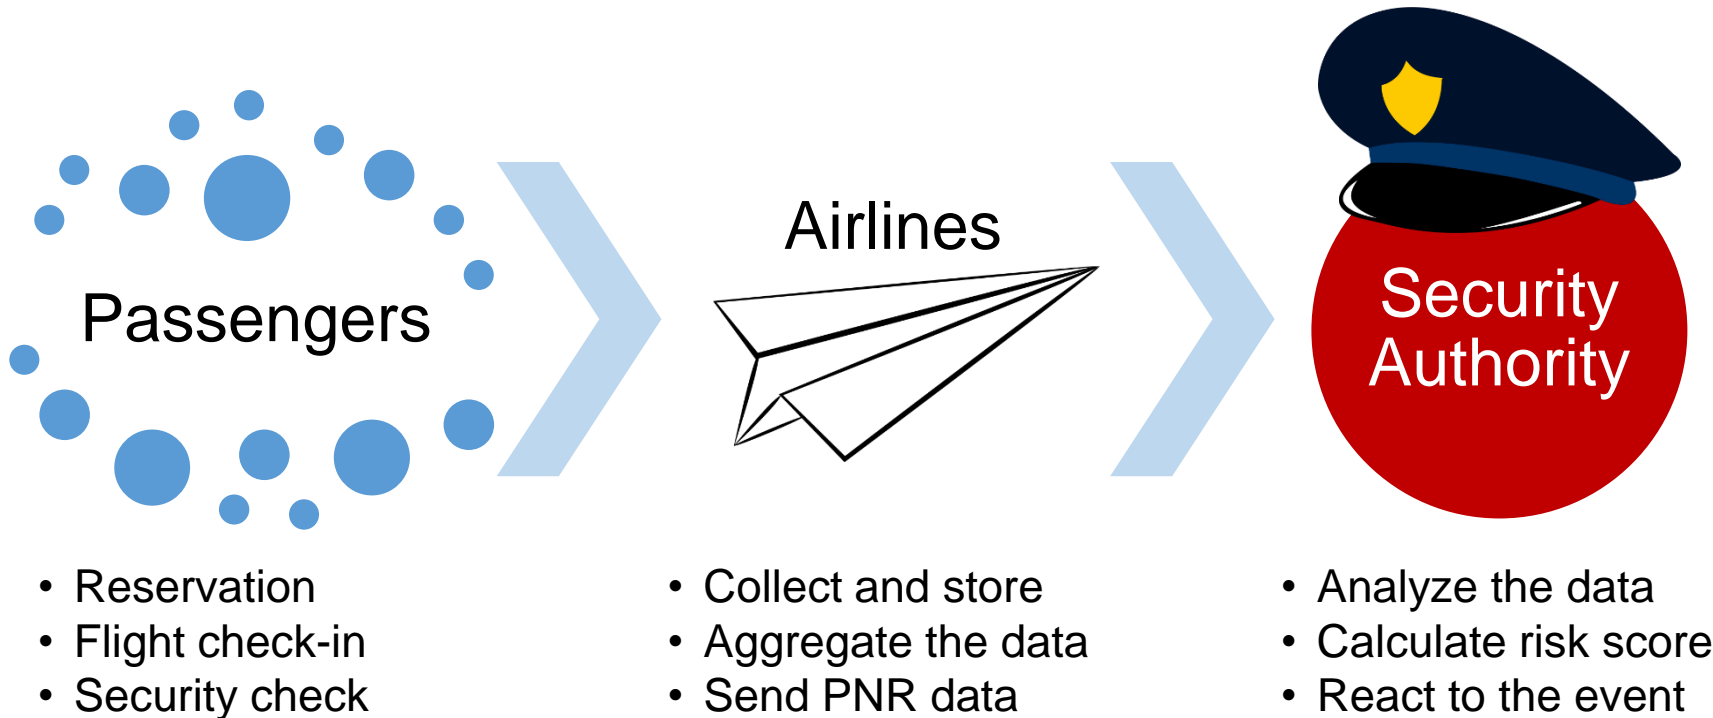 Passengers
• Reservation
• Flight check-in
• Security check
Airlines
• Collect and store
• Aggregate the data
• Send PNR data
Security
Authority
• Analyze the data
• Calculate risk score
• React to the event